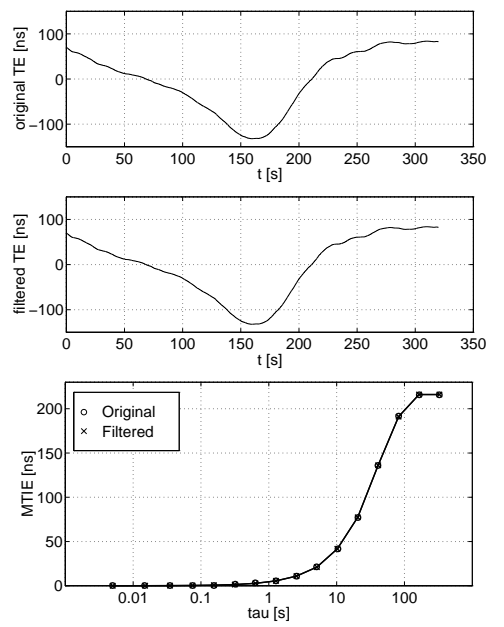 original TE [ns]
100
0
−100
0 50 100 150 200 250 300 350
t [s]
filtered TE [ns]
100
0
−100
0 50 100 150 200 250 300 350
t [s]
MTIE [ns]
200
150
100
50
0
Original
Filtered
0.01 0.1 1 10 100
tau [s]